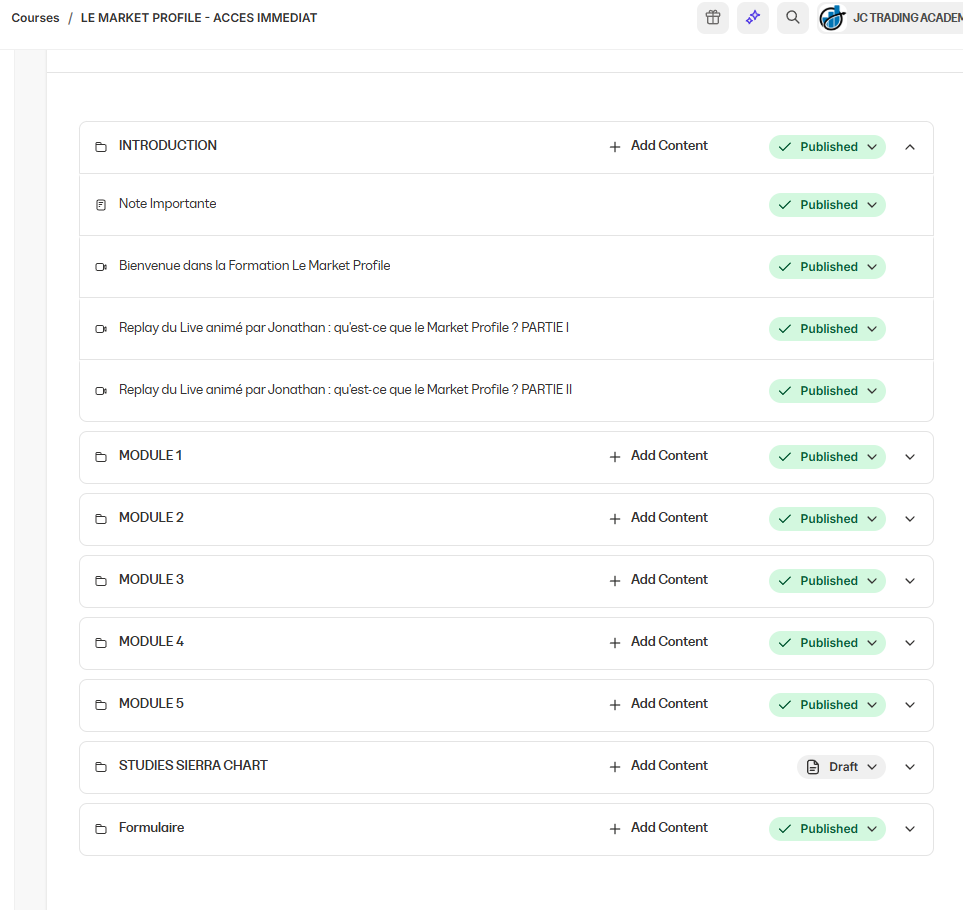 Courses / LE MARKET PROFILE - ACCES IMMEDIAT JC TRADING ACADEM
INTRODUCTION + Add Content Published
Note Importante Published
Bienvenue dans la Formation Le Market Profile Published
Replay du Live animé par Jonathan : qu'est-ce que le Market Profile ? PARTIE I Published
Replay du Live animé par Jonathan : qu'est-ce que le Market Profile ? PARTIE II Published
MODULE 1 + Add Content Published
MODULE 2 + Add Content Published
MODULE 3 + Add Content Published
MODULE 4 + Add Content Published
MODULE 5 + Add Content Published
STUDIES SIERRA CHART + Add Content Draft
Formulaire + Add Content Published